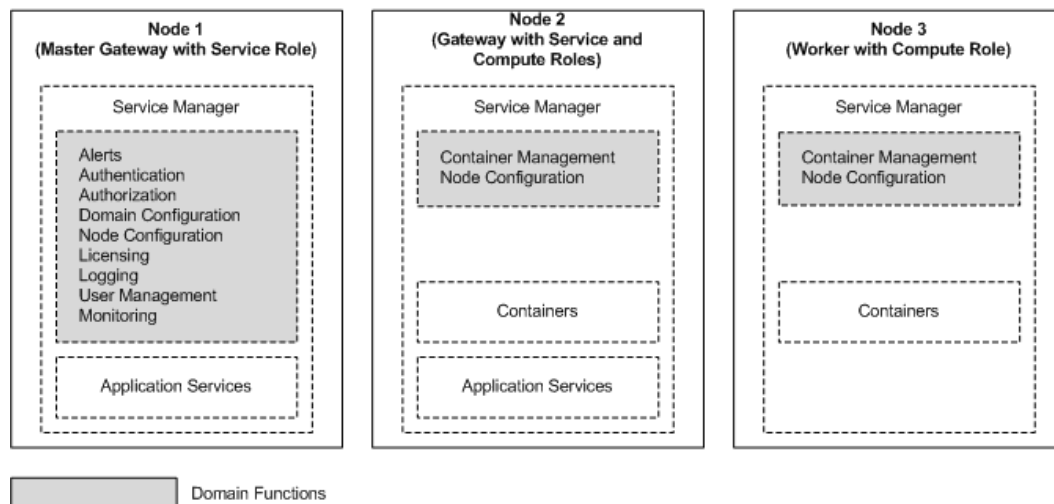 Node 1
(Master Gateway with Service Role)
Service Manager
Alerts
Authentication
Authorization
Domain Configuration
Node Configuration
Licensing
Logging
User Management
Monitoring
Application Services
Node 2
(Gateway with Service and
Compute Roles)
Service Manager
Container Management
Node Configuration
Containers
Application Services
Node 3
(Worker with Compute Role)
Service Manager
Container Management
Node Configuration
Containers
Domain Functions